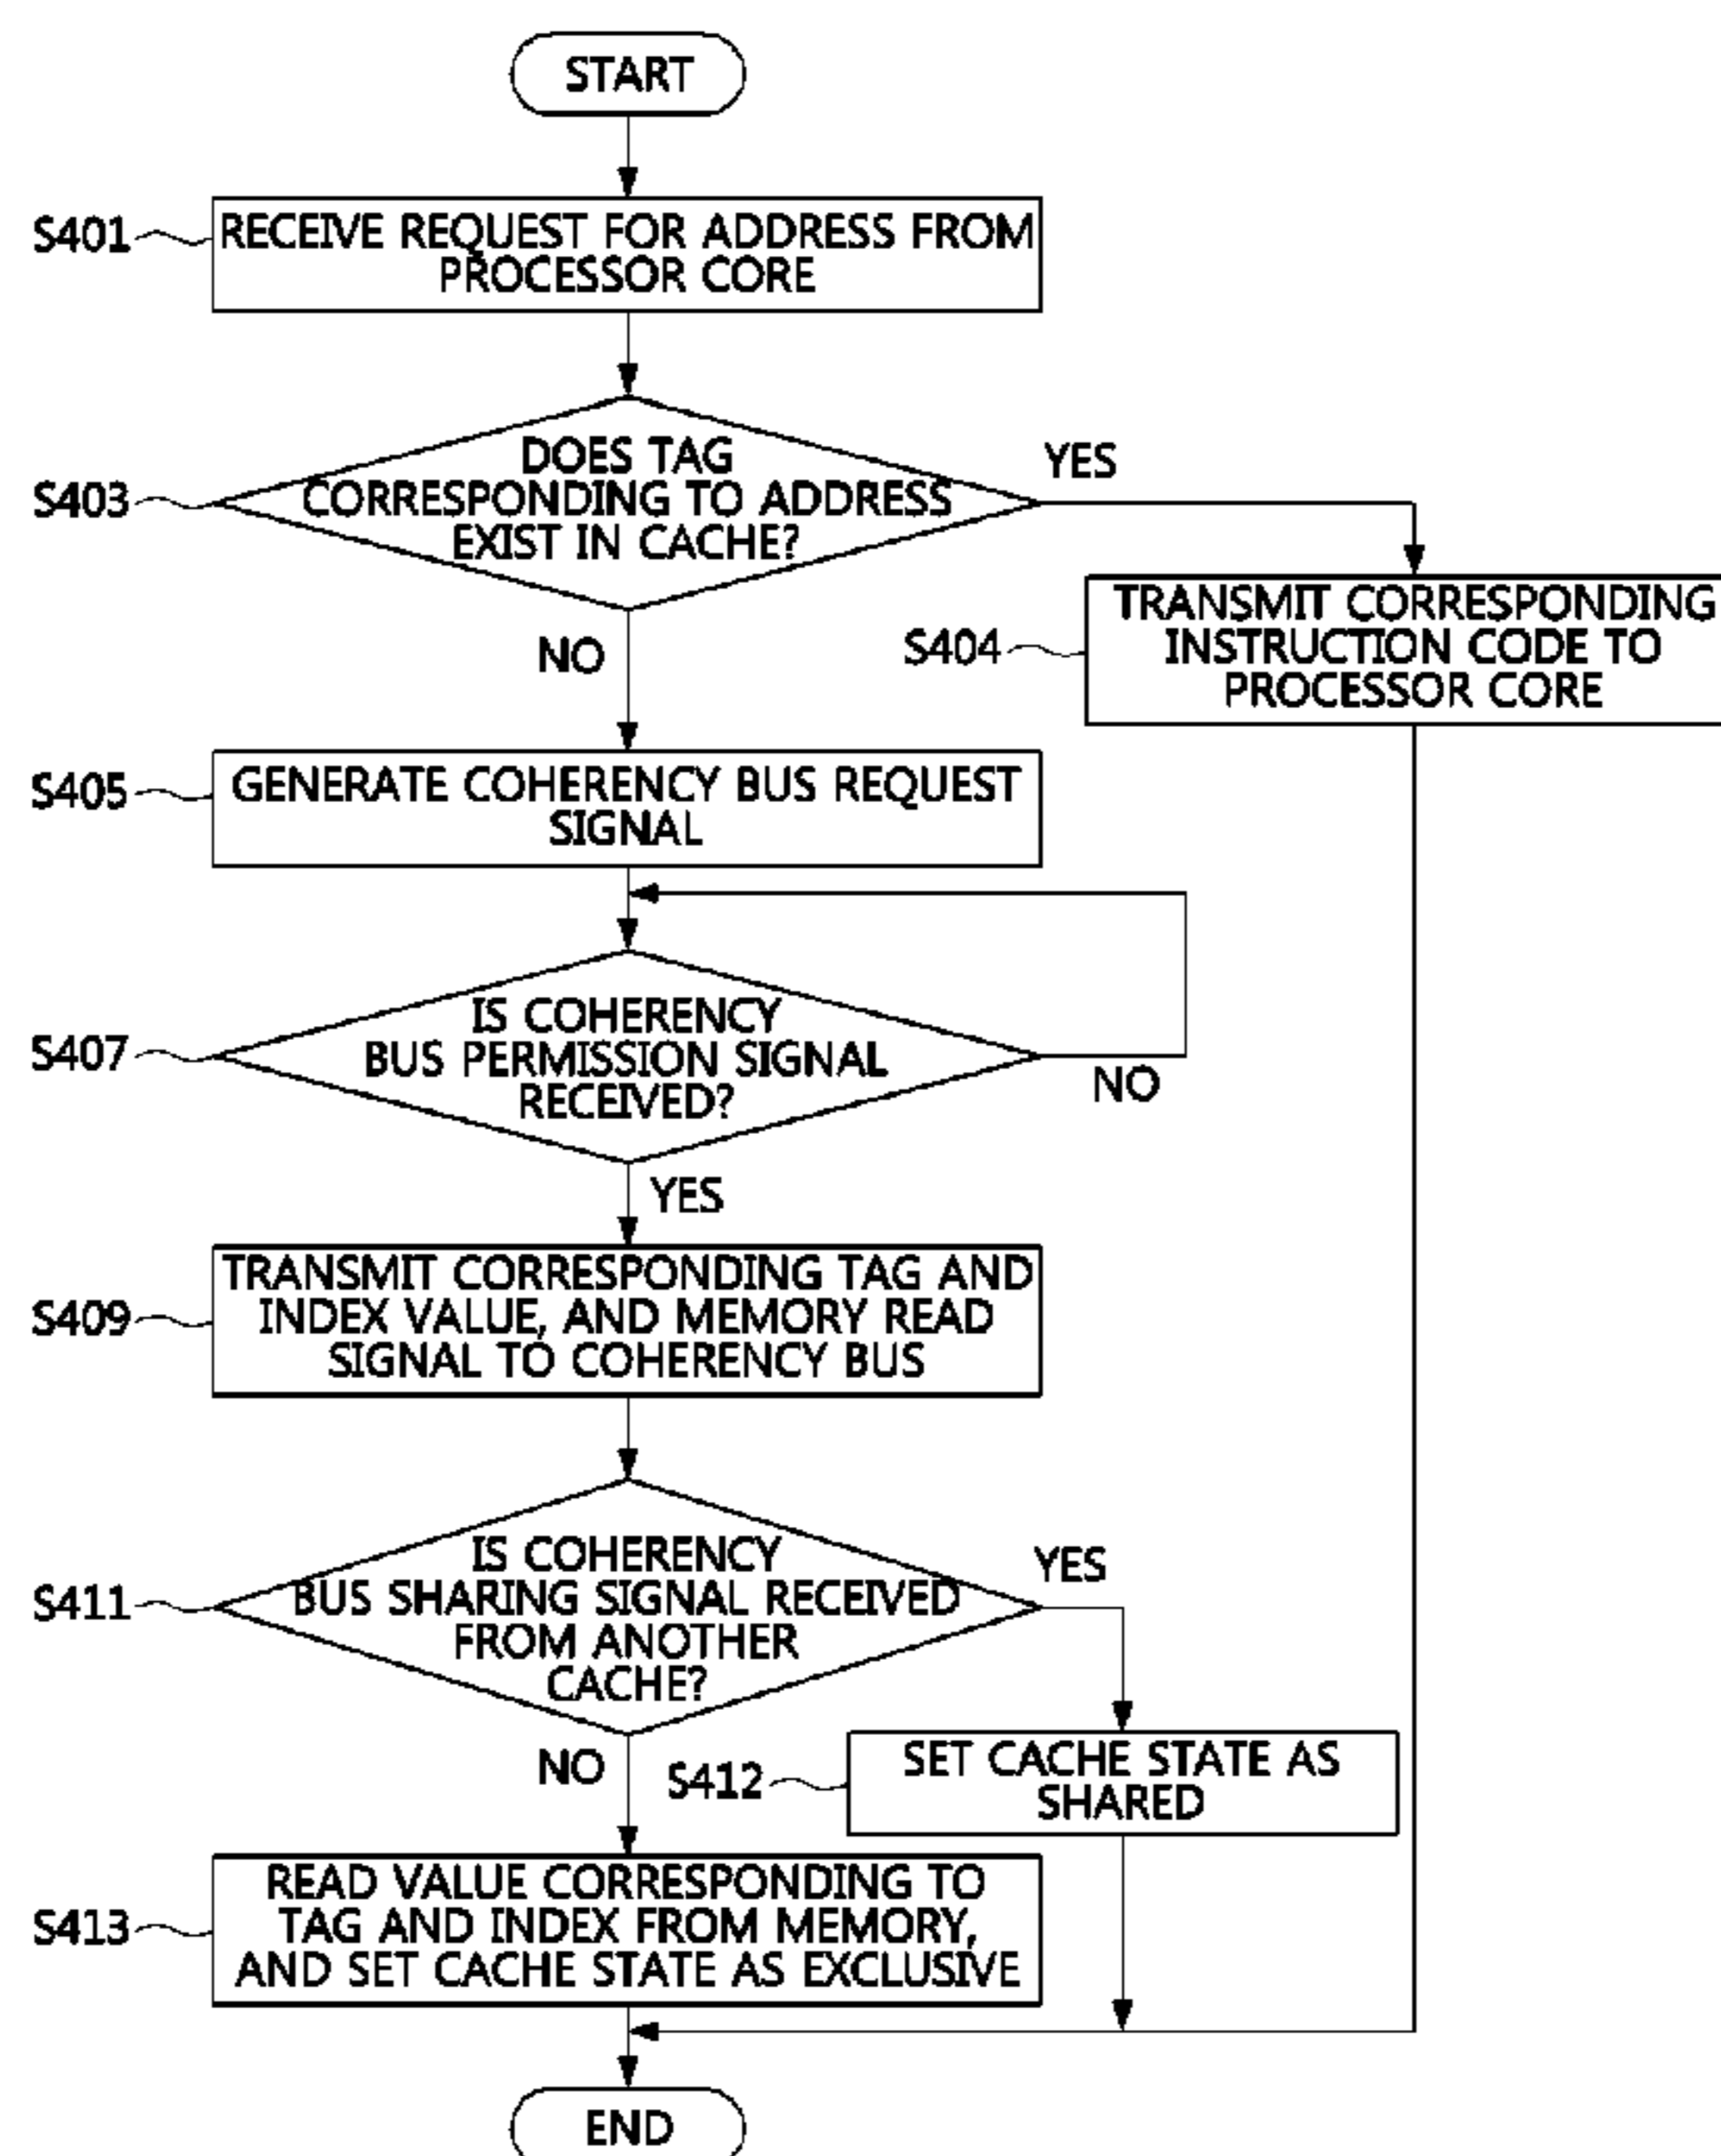 START
S401
RECEIVE REQUEST FOR ADDRESS FROM
PROCESSOR CORE
S403
DOES TAG
CORRESPONDING TO ADDRESS
EXIST IN CACHE?
YES
NO
S404
TRANSMIT CORRESPONDING
INSTRUCTION CODE TO
PROCESSOR CORE
S405
GENERATE COHERENCY BUS REQUEST
SIGNAL
S407
IS COHERENCY
BUS PERMISSION SIGNAL
RECEIVED?
NO
YES
S409
TRANSMIT CORRESPONDING TAG AND
INDEX VALUE, AND MEMORY READ
SIGNAL TO COHERENCY BUS
S411
IS COHERENCY
BUS SHARING SIGNAL RECEIVED
FROM ANOTHER
CACHE?
YES
NO
S412
SET CACHE STATE AS
SHARED
S413
READ VALUE CORRESPONDING TO
TAG AND INDEX FROM MEMORY,
AND SET CACHE STATE AS EXCLUSIVE
END